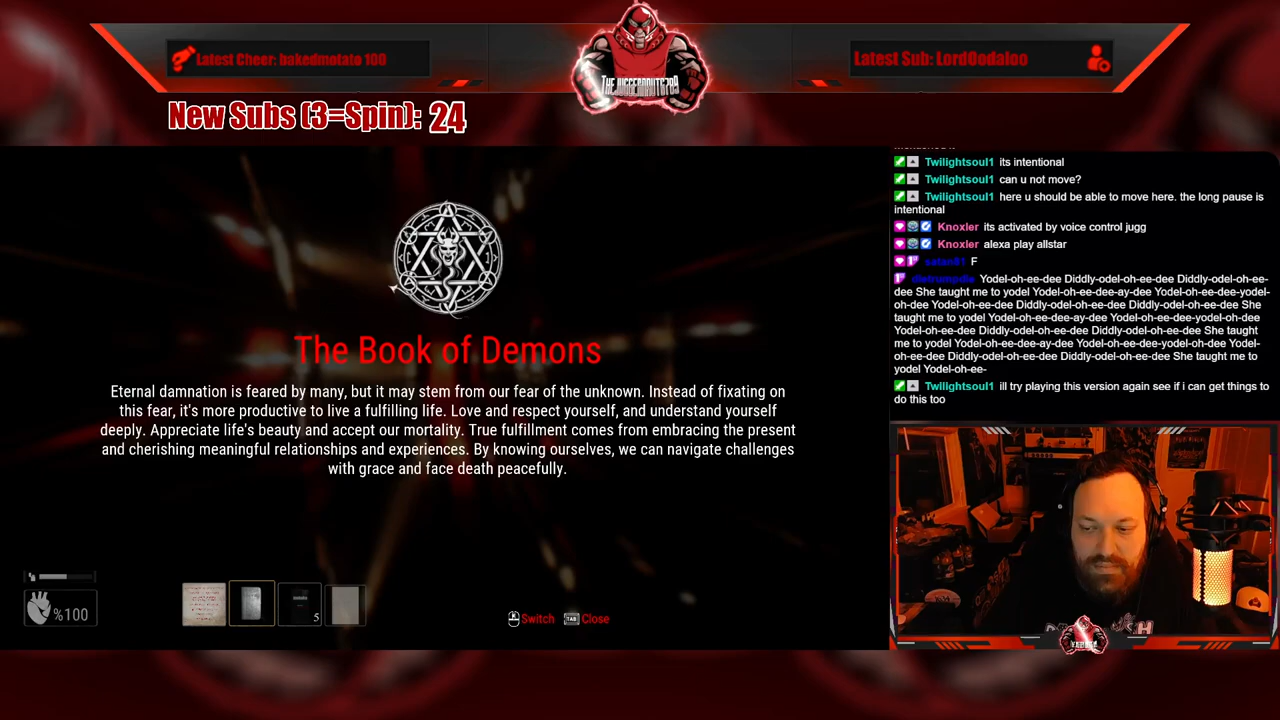 Latest Cheer: bakedmotato 100
THEJUGGERNAUT6789
Latest Sub: LordOodaloo
New Subs (3=Spin): 24
Twilightsoul1 its intentional
Twilightsoul1 can u not move?
Twilightsoul1 here u should be able to move here. the long pause is
intentional
Knoxler its activated by voice control jugg
Knoxler alexa play allstar
F
Yodel-oh-ee-dee Diddly-odel-oh-ee-dee Diddly-odel-oh-ee-
dee She taught me to yodel Yodel-oh-ee-dee-ay-dee Yodel-oh-ee-dee-yodel-
oh-dee Yodel-oh-ee-dee Diddly-odel-oh-ee-dee Diddly-odel-oh-ee-dee She
taught me to yodel Yodel-oh-ee-dee-ay-dee Yodel-oh-ee-dee-yodel-oh-dee
Yodel-oh-ee-dee Diddly-odel-oh-ee-dee Diddly-odel-oh-ee-dee She taught
me to yodel Yodel-oh-ee-dee-ay-dee Yodel-oh-ee-dee-yodel-oh-dee Yodel-
oh-ee-dee Diddly-odel-oh-ee-dee Diddly-odel-oh-ee-dee She taught me to
yodel Yodel-oh-ee-
Twilightsoul1 ill try playing this version again see if i can get things to
do this too
The Book of Demons
Eternal damnation is feared by many, but it may stem from our fear of the unknown. Instead of fixating on
this fear, it's more productive to live a fulfilling life. Love and respect yourself, and understand yourself
deeply. Appreciate life's beauty and accept our mortality. True fulfillment comes from embracing the present
and cherishing meaningful relationships and experiences. By knowing ourselves, we can navigate challenges
with grace and face death peacefully.
%100
5
Switch
TAB Close